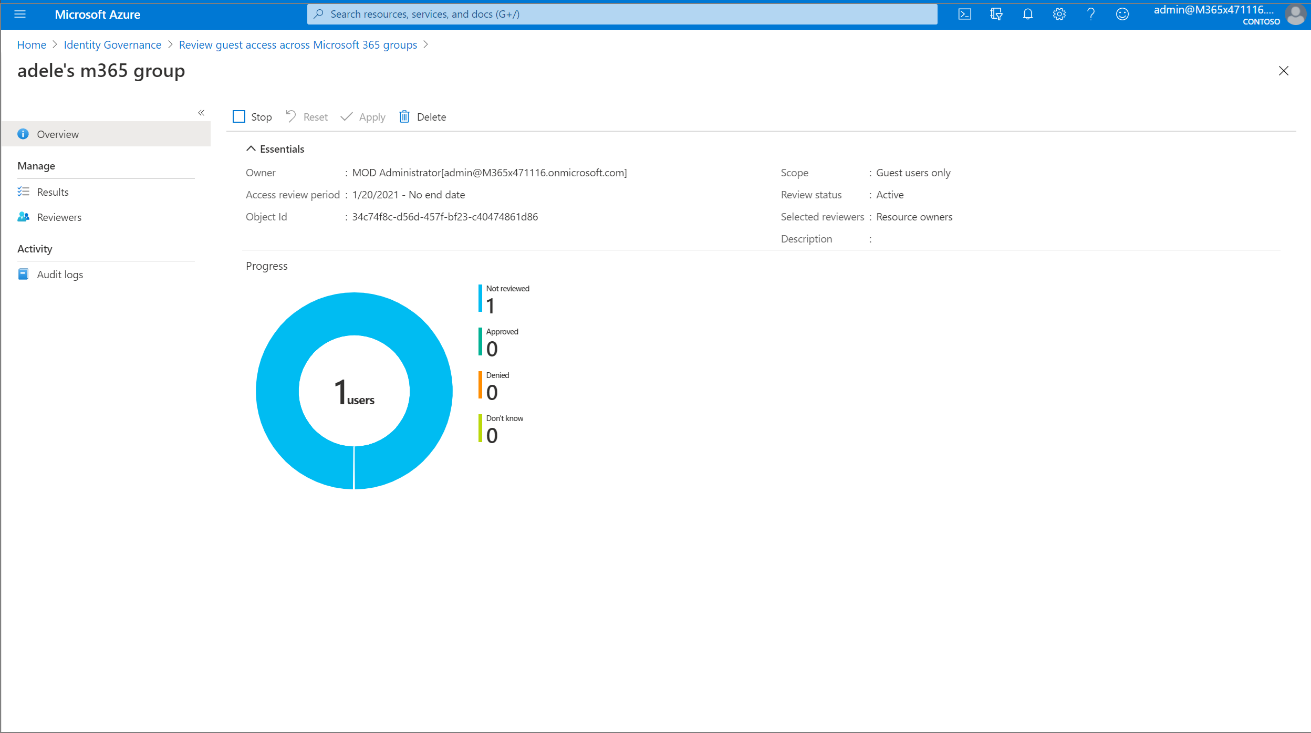 Microsoft Azure
Search resources, services, and docs (G+/)
admin@M365x471116....
CONTOSO
Home > Identity Governance > Review guest access across Microsoft 365 groups >
adele's m365 group
Stop Reset Apply Delete
Overview
Manage
Results
Reviewers
Activity
Audit logs
Essentials
Owner : MOD Administrator[admin@M365x471116.onmicrosoft.com]
Access review period : 1/20/2021 - No end date
Object Id : 34c74f8c-d56d-457f-bf23-c40474861d86
Scope : Guest users only
Review status : Active
Selected reviewers : Resource owners
Description :
Progress
1 users
Not reviewed
1
Approved
0
Denied
0
Don't know
0